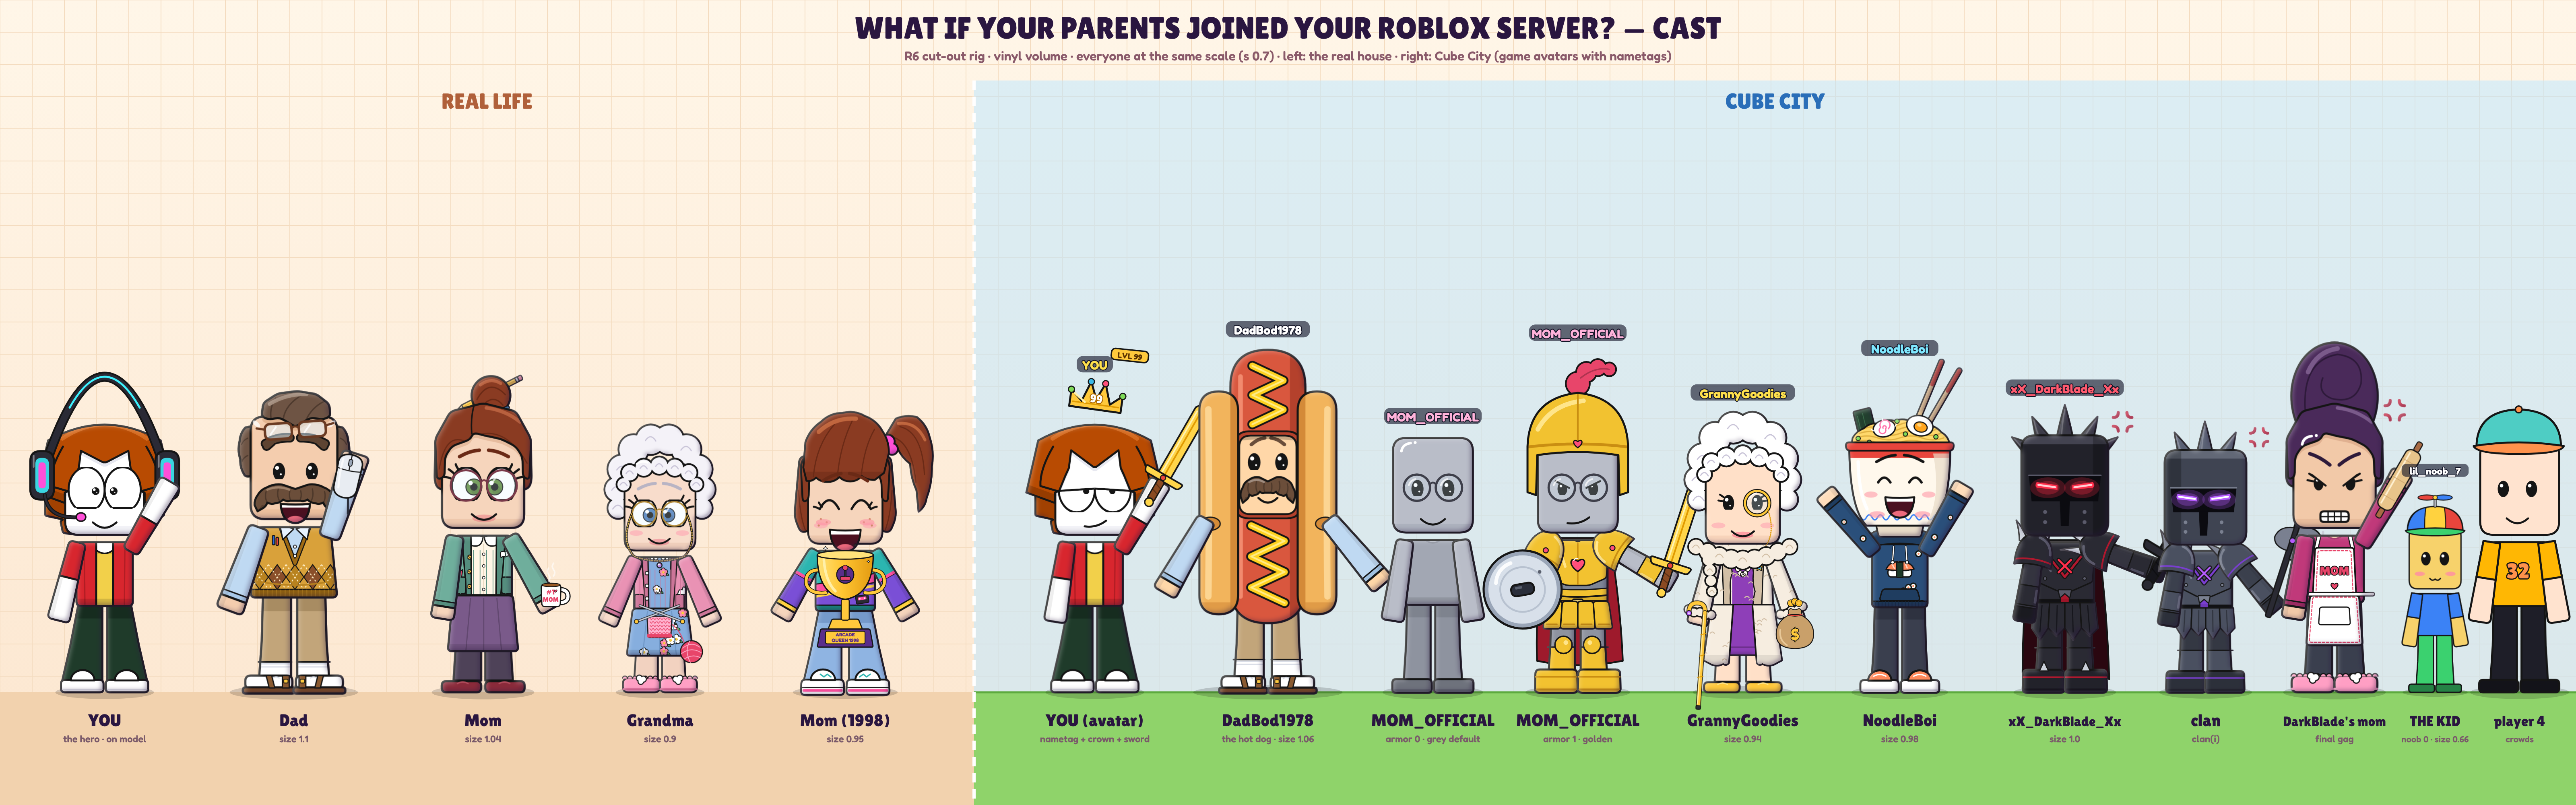 WHAT IF YOUR PARENTS JOINED YOUR ROBLOX SERVER? — CAST
R6 cut-out rig · vinyl volume · everyone at the same scale (s 0.7) · left: the real house · right: Cube City (game avatars with nametags)
REAL LIFE
CUBE CITY
DadBod1978
MOM_OFFICIAL
NoodleBoi
LVL 99
YOU
xX_DarkBlade_Xx
GrannyGoodies
99
MOM_OFFICIAL
lil_noob_7
32
MOM
#1
MOM
$
ARCADE
QUEEN 1998
YOU
the hero · on model
Dad
size 1.1
Mom
size 1.04
Grandma
size 0.9
Mom (1998)
size 0.95
YOU (avatar)
nametag + crown + sword
DadBod1978
the hot dog · size 1.06
MOM_OFFICIAL
armor 0 · grey default
MOM_OFFICIAL
armor 1 · golden
GrannyGoodies
size 0.94
NoodleBoi
size 0.98
xX_DarkBlade_Xx
size 1.0
clan
clan(i)
DarkBlade's mom
final gag
THE KID
noob 0 · size 0.66
player 4
crowds